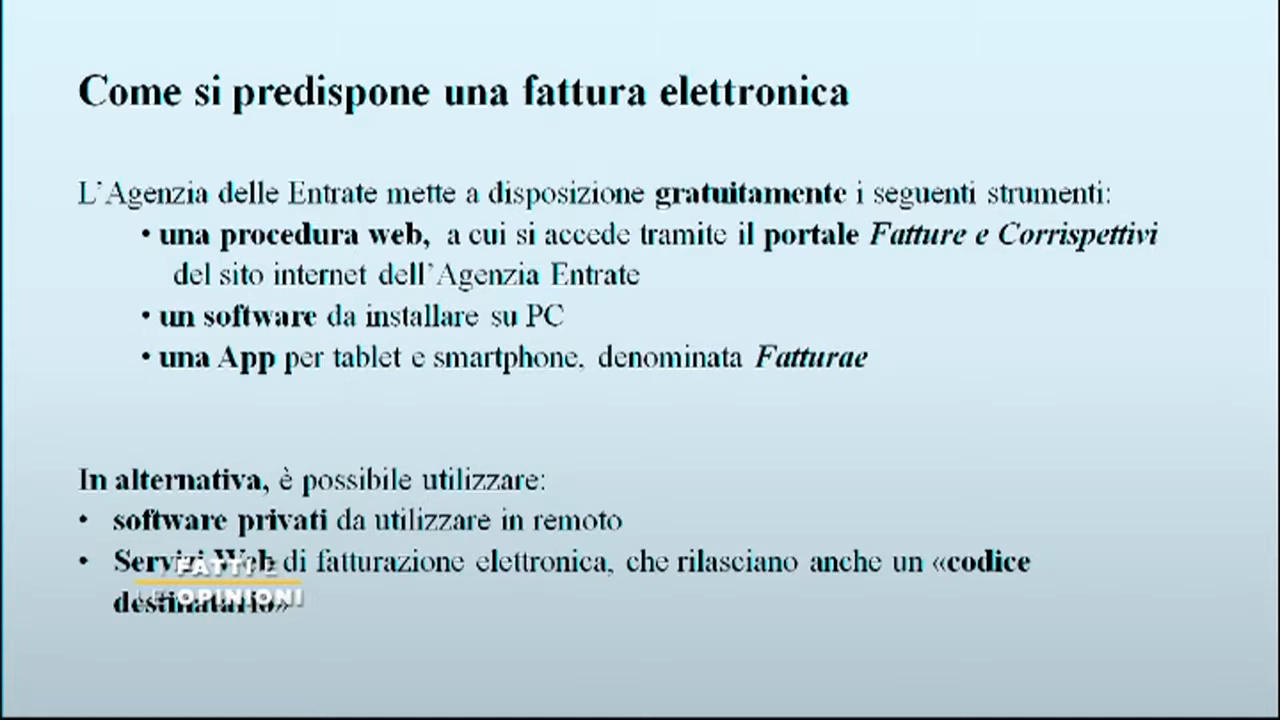 Come si predispone una fattura elettronica
L'Agenzia delle Entrate mette a disposizione gratuitamente i seguenti strumenti:
• una procedura web, a cui si accede tramite il portale Fatture e Corrispettivi
del sito internet dell'Agenzia Entrate
• un software da installare su PC
• una App per tablet e smartphone, denominata Fatturae
In alternativa, è possibile utilizzare:
• software privati da utilizzare in remoto
• Servizi Web di fatturazione elettronica, che rilasciano anche un «codice
destinatario»
FATTI E
LE OPINIONI